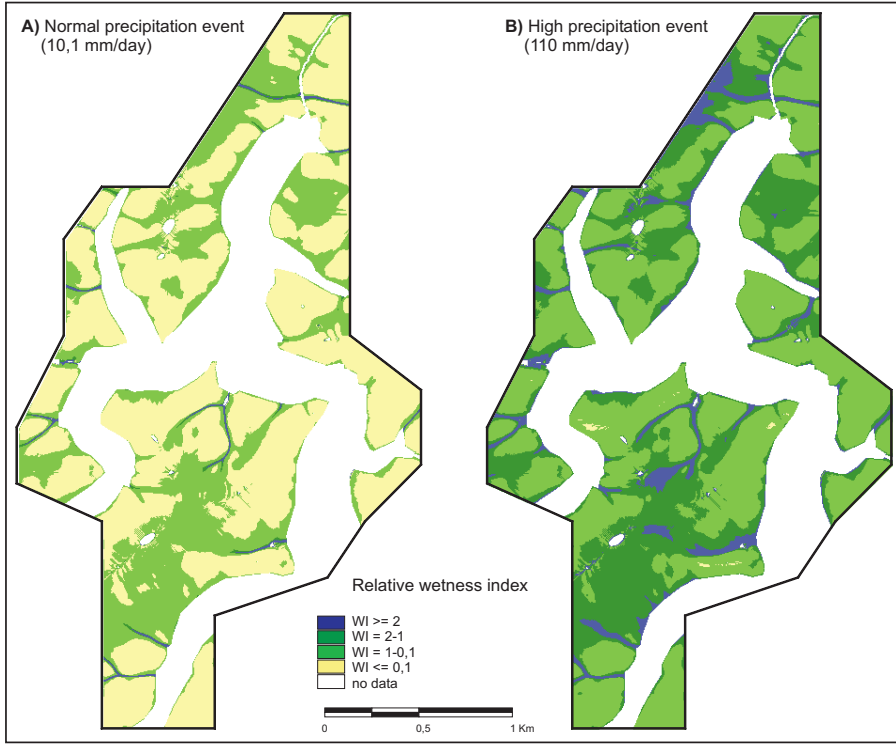 A) Normal precipitation event
(10,1 mm/day)
B) High precipitation event
(110 mm/day)
Relative wetness index
WI >= 2
WI = 2-1
WI = 1-0,1
WI <= 0,1
no data
0 0,5 1 Km